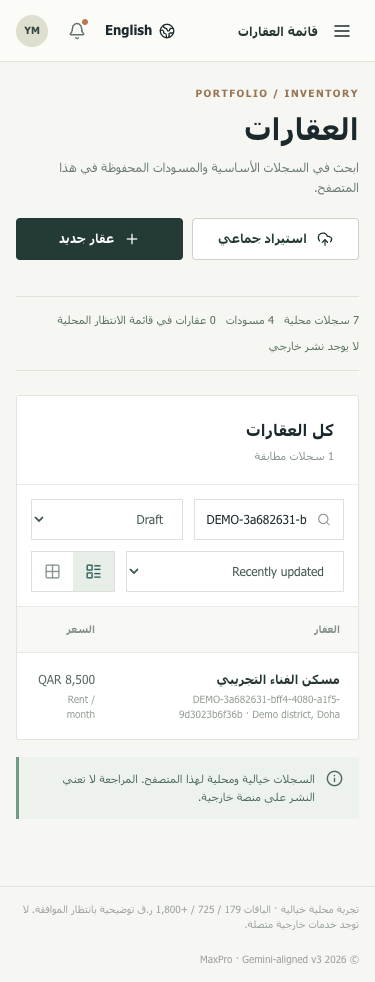 قائمة العقارات
English
YM
PORTFOLIO / INVENTORY
العقارات
ابحث في السجلات الأساسية والمسودات المحفوظة في هذا
المتصفح.
استيراد جماعي
عقار جديد
7 سجلات محلية 4 مسودات 0 عقارات في قائمة الانتظار المحلية
لا يوجد نشر خارجي
كل العقارات
1 سجلات مطابقة
DEMO-3a682631-b
Draft
Recently updated
العقار
السعر
مسكن الفناء التجريبي
QAR 8,500
DEMO-3a682631-bff4-4080-a1f5-
9d3023b6f36b · Demo district, Doha
Rent /
month
السجلات خيالية ومحلية لهذا المتصفح. المراجعة لا تعني
النشر على منصة خارجية.
تجربة محلية خيالية · الباقات 179 / 725 / +1,800 ر.ق توضيحية بانتظار الموافقة. لا
توجد خدمات خارجية متصلة.
© 2026 MaxPro · Gemini-aligned v3